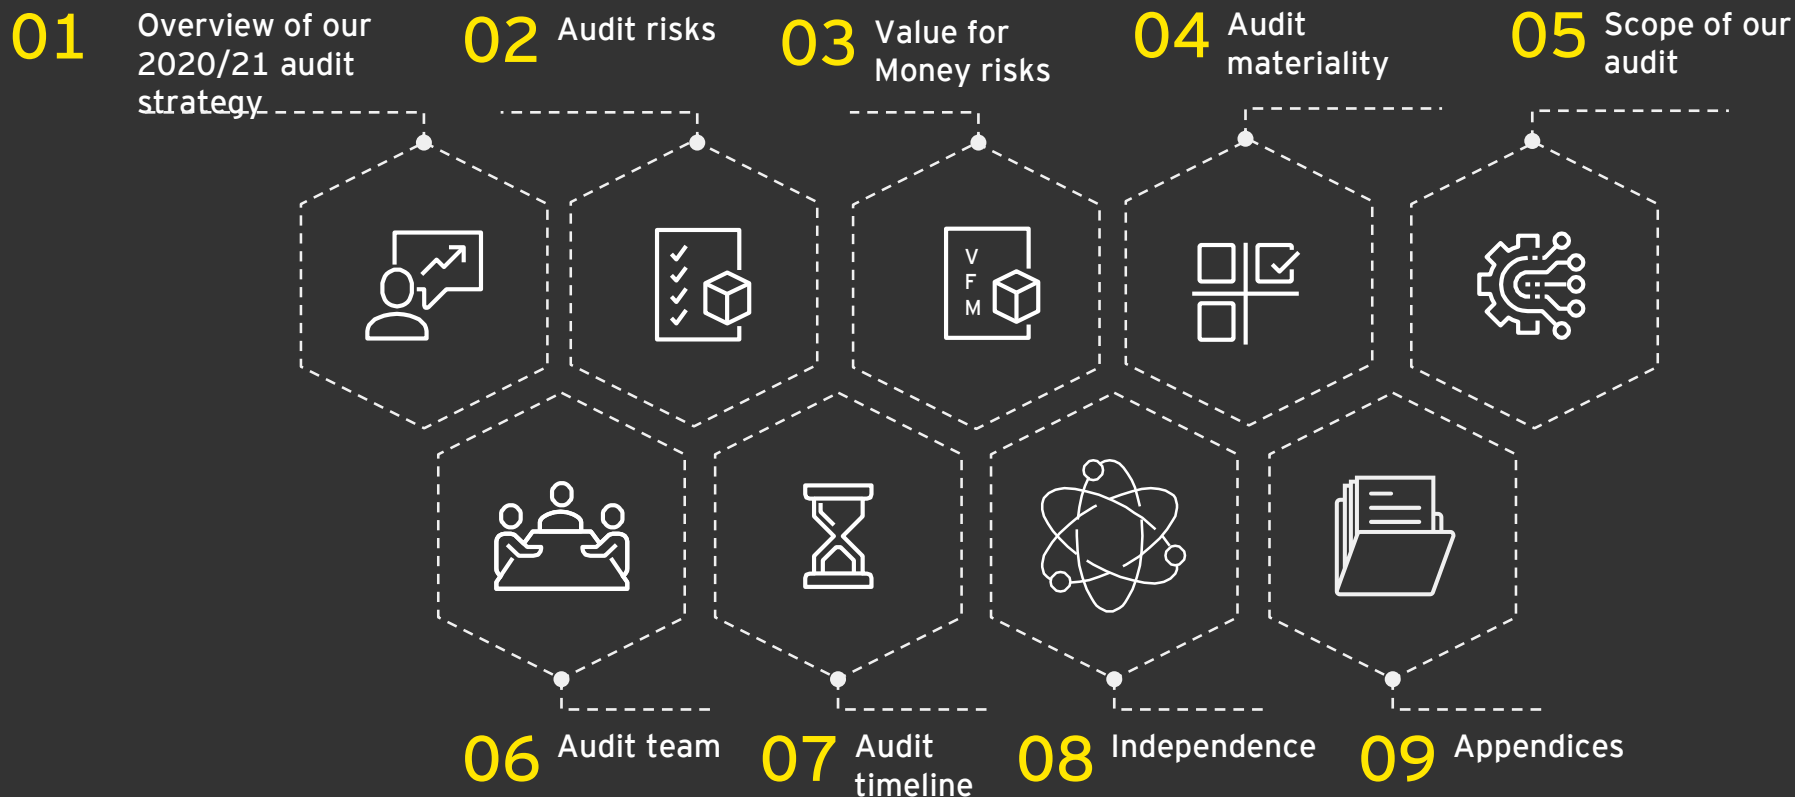 01
Overview of our
2020/21 audit
strategy
02
Audit risks
03
Value for
Money risks
04
Audit
materiality
05
Scope of our
audit
V
F
M
06
Audit team
07
Audit
timeline
08
Independence
09
Appendices